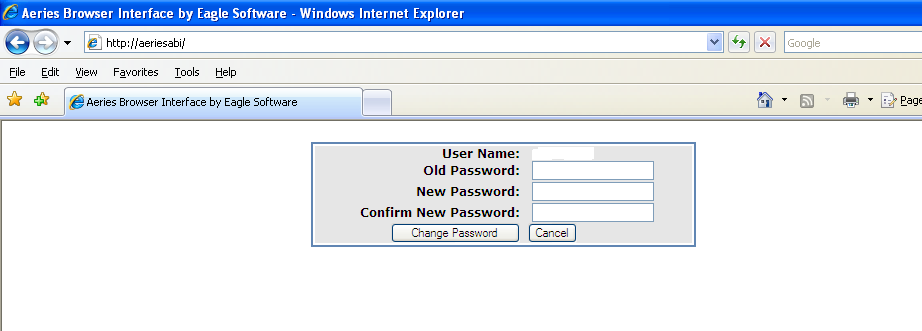 Aeries Browser Interface by Eagle Software - Windows Internet Explorer
http://aeriesabi/
Google
File Edit View Favorites Tools Help
Aeries Browser Interface by Eagle Software
Page
User Name:
Old Password:
New Password:
Confirm New Password:
Change Password Cancel